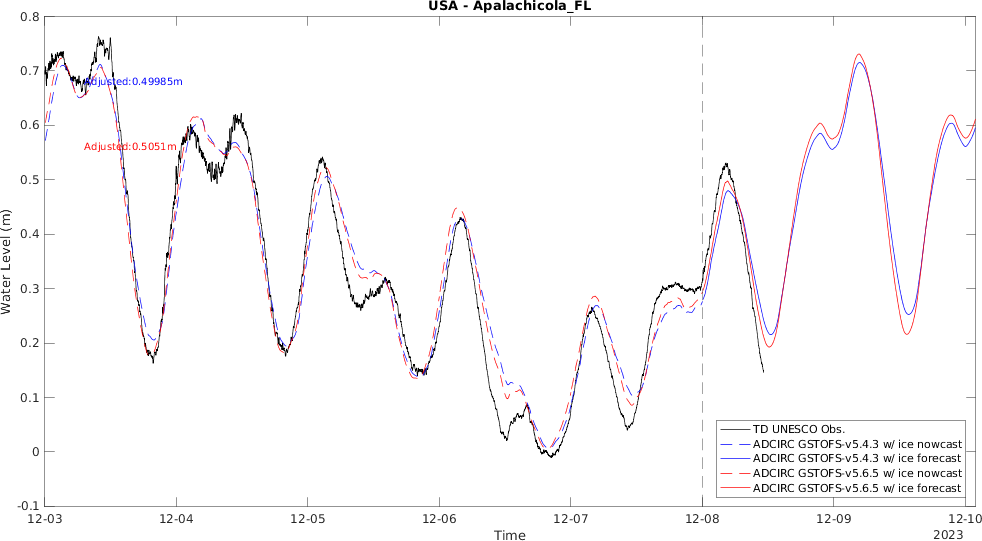 USA - Apalachicola_FL
0.8
0.7
0.6
0.5
0.4
0.3
0.2
0.1
0
-0.1
Water Level (m)
Adjusted:0.49985m
Adjusted:0.5051m
TD UNESCO Obs.
ADCIRC GSTOFS-v5.4.3 w/ ice nowcast
ADCIRC GSTOFS-v5.4.3 w/ ice forecast
ADCIRC GSTOFS-v5.6.5 w/ ice nowcast
ADCIRC GSTOFS-v5.6.5 w/ ice forecast
12-03 12-04 12-05 12-06 12-07 12-08 12-09 12-10
Time
2023